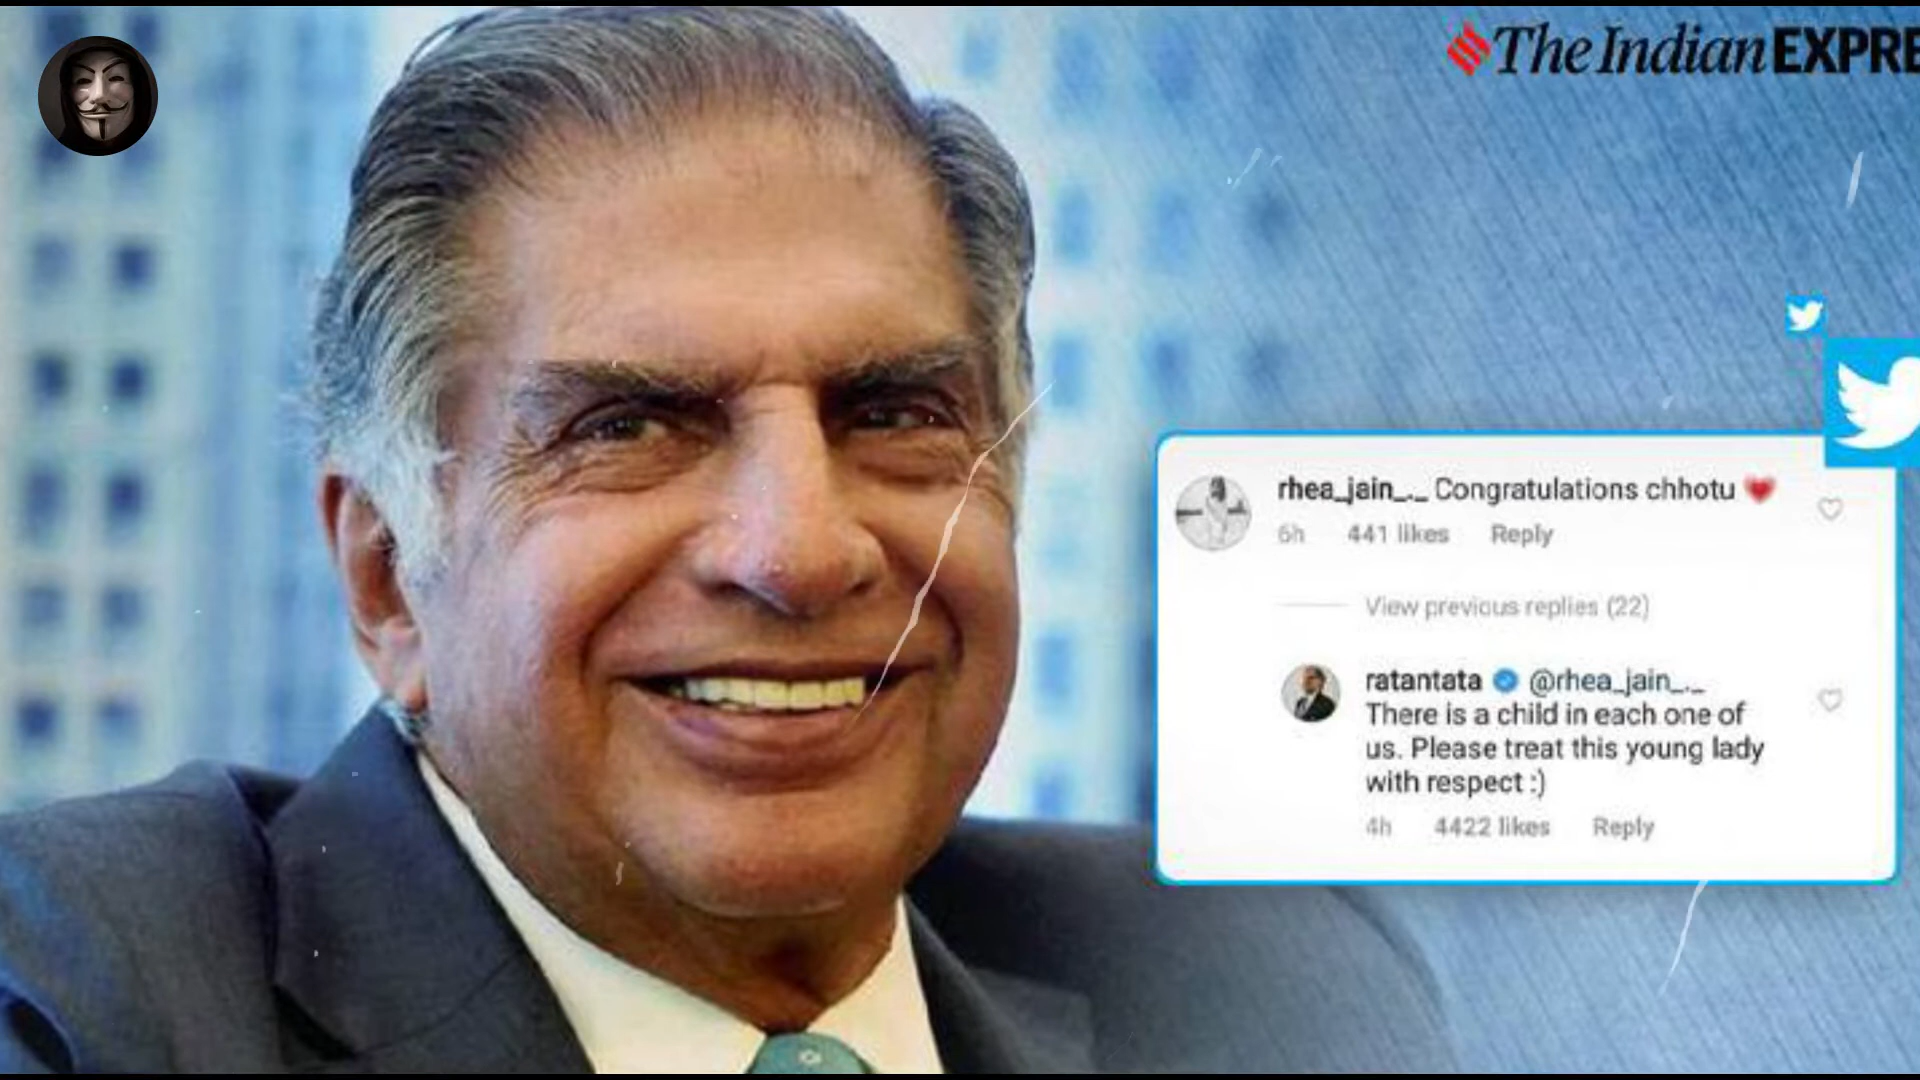 The Indian EXPRE
rhea_jain_._ Congratulations chhotu
6h 441 likes Reply
View previous replies (22)
ratantata @rhea_jain_._
There is a child in each one of
us. Please treat this young lady
with respect :)
4h 4422 likes Reply